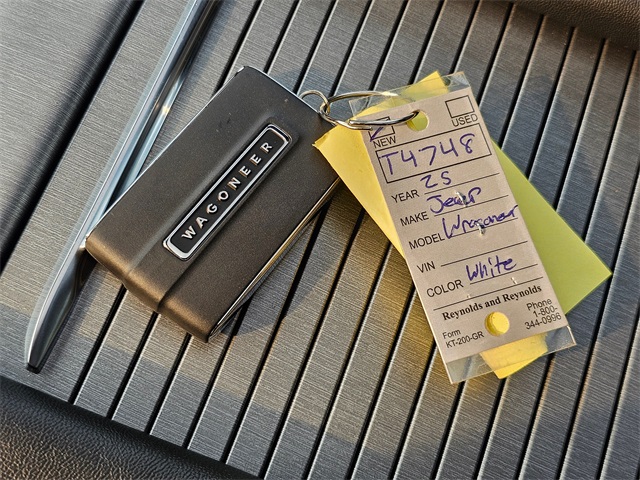 WAGONEER
NEW
USED
T4748
YEAR 25
MAKE Jeep
MODEL Wagoneer
VIN
COLOR White
Reynolds and Reynolds
Form
KT-200-GR
Phone
1-800-
344-0996